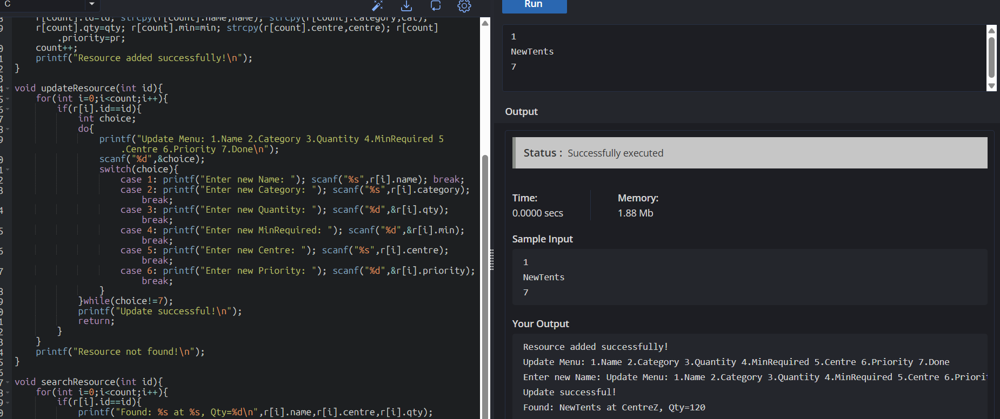 C
r[count].id=id; strcpy(r[count].name,name); strcpy(r[count].category,cat);
r[count].qty=qty; r[count].min=min; strcpy(r[count].centre,centre); r[count]
.priority=pr;
count++;
printf("Resource added successfully!\n");
}
void updateResource(int id){
for(int i=0;i<count;i++){
if(r[i].id==id){
int choice;
do{
printf("Update Menu: 1.Name 2.Category 3.Quantity 4.MinRequired 5
.Centre 6.Priority 7.Done\n");
scanf("%d",&choice);
switch(choice){
case 1: printf("Enter new Name: "); scanf("%s",r[i].name); break;
case 2: printf("Enter new Category: "); scanf("%s",r[i].category);
break;
case 3: printf("Enter new Quantity: "); scanf("%d",&r[i].qty);
break;
case 4: printf("Enter new MinRequired: "); scanf("%d",&r[i].min);
break;
case 5: printf("Enter new Centre: "); scanf("%s",r[i].centre);
break;
case 6: printf("Enter new Priority: "); scanf("%d",&r[i].priority);
break;
}
}while(choice!=7);
printf("Update successful!\n");
return;
}
}
printf("Resource not found!\n");
}
void searchResource(int id){
for(int i=0;i<count;i++){
if(r[i].id==id){
printf("Found: %s at %s, Qty=%d\n",r[i].name,r[i].centre,r[i].qty);
Run
1
NewTents
7
Output
Status : Successfully executed
Time:
0.0000 secs
Memory:
1.88 Mb
Sample Input
1
NewTents
7
Your Output
Resource added successfully!
Update Menu: 1.Name 2.Category 3.Quantity 4.MinRequired 5.Centre 6.Priority 7.Done
Enter new Name: Update Menu: 1.Name 2.Category 3.Quantity 4.MinRequired 5.Centre 6.Priori
Update successful!
Found: NewTents at CentreZ, Qty=120